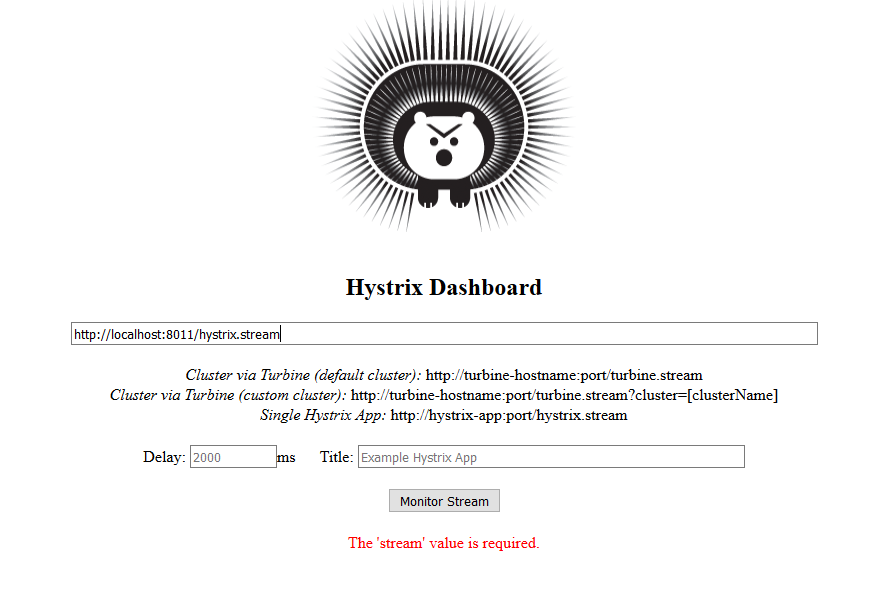 Hystrix Dashboard
http://localhost:8011/hystrix.stream
Cluster via Turbine (default cluster): http://turbine-hostname:port/turbine.stream
Cluster via Turbine (custom cluster): http://turbine-hostname:port/turbine.stream?cluster=[clusterName]
Single Hystrix App: http://hystrix-app:port/hystrix.stream
Delay: 2000 ms Title: Example Hystrix App
Monitor Stream
The 'stream' value is required.